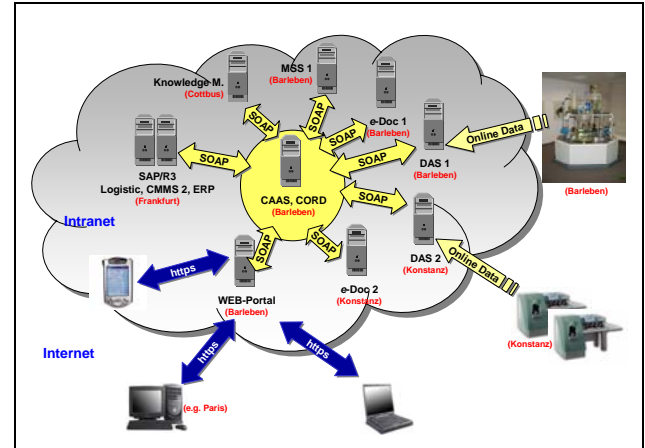 MSS 1
(Barleben)
Knowledge M.
(Cottbus)
e-Doc 1
(Barleben)
SOAP
SOAP
SOAP
SOAP
SOAP
DAS 1
(Barleben)
Online Data
(Barleben)
SAP/R3
Logistic, CMMS 2, ERP
(Frankfurt)
CAAS, CORD
(Barleben)
SOAP
Intranet
SOAP
DAS 2
(Konstanz)
Online Data
https
WEB-Portal
(Barleben)
e-Doc 2
(Konstanz)
(Konstanz)
Internet
https
https
(e.g. Paris)